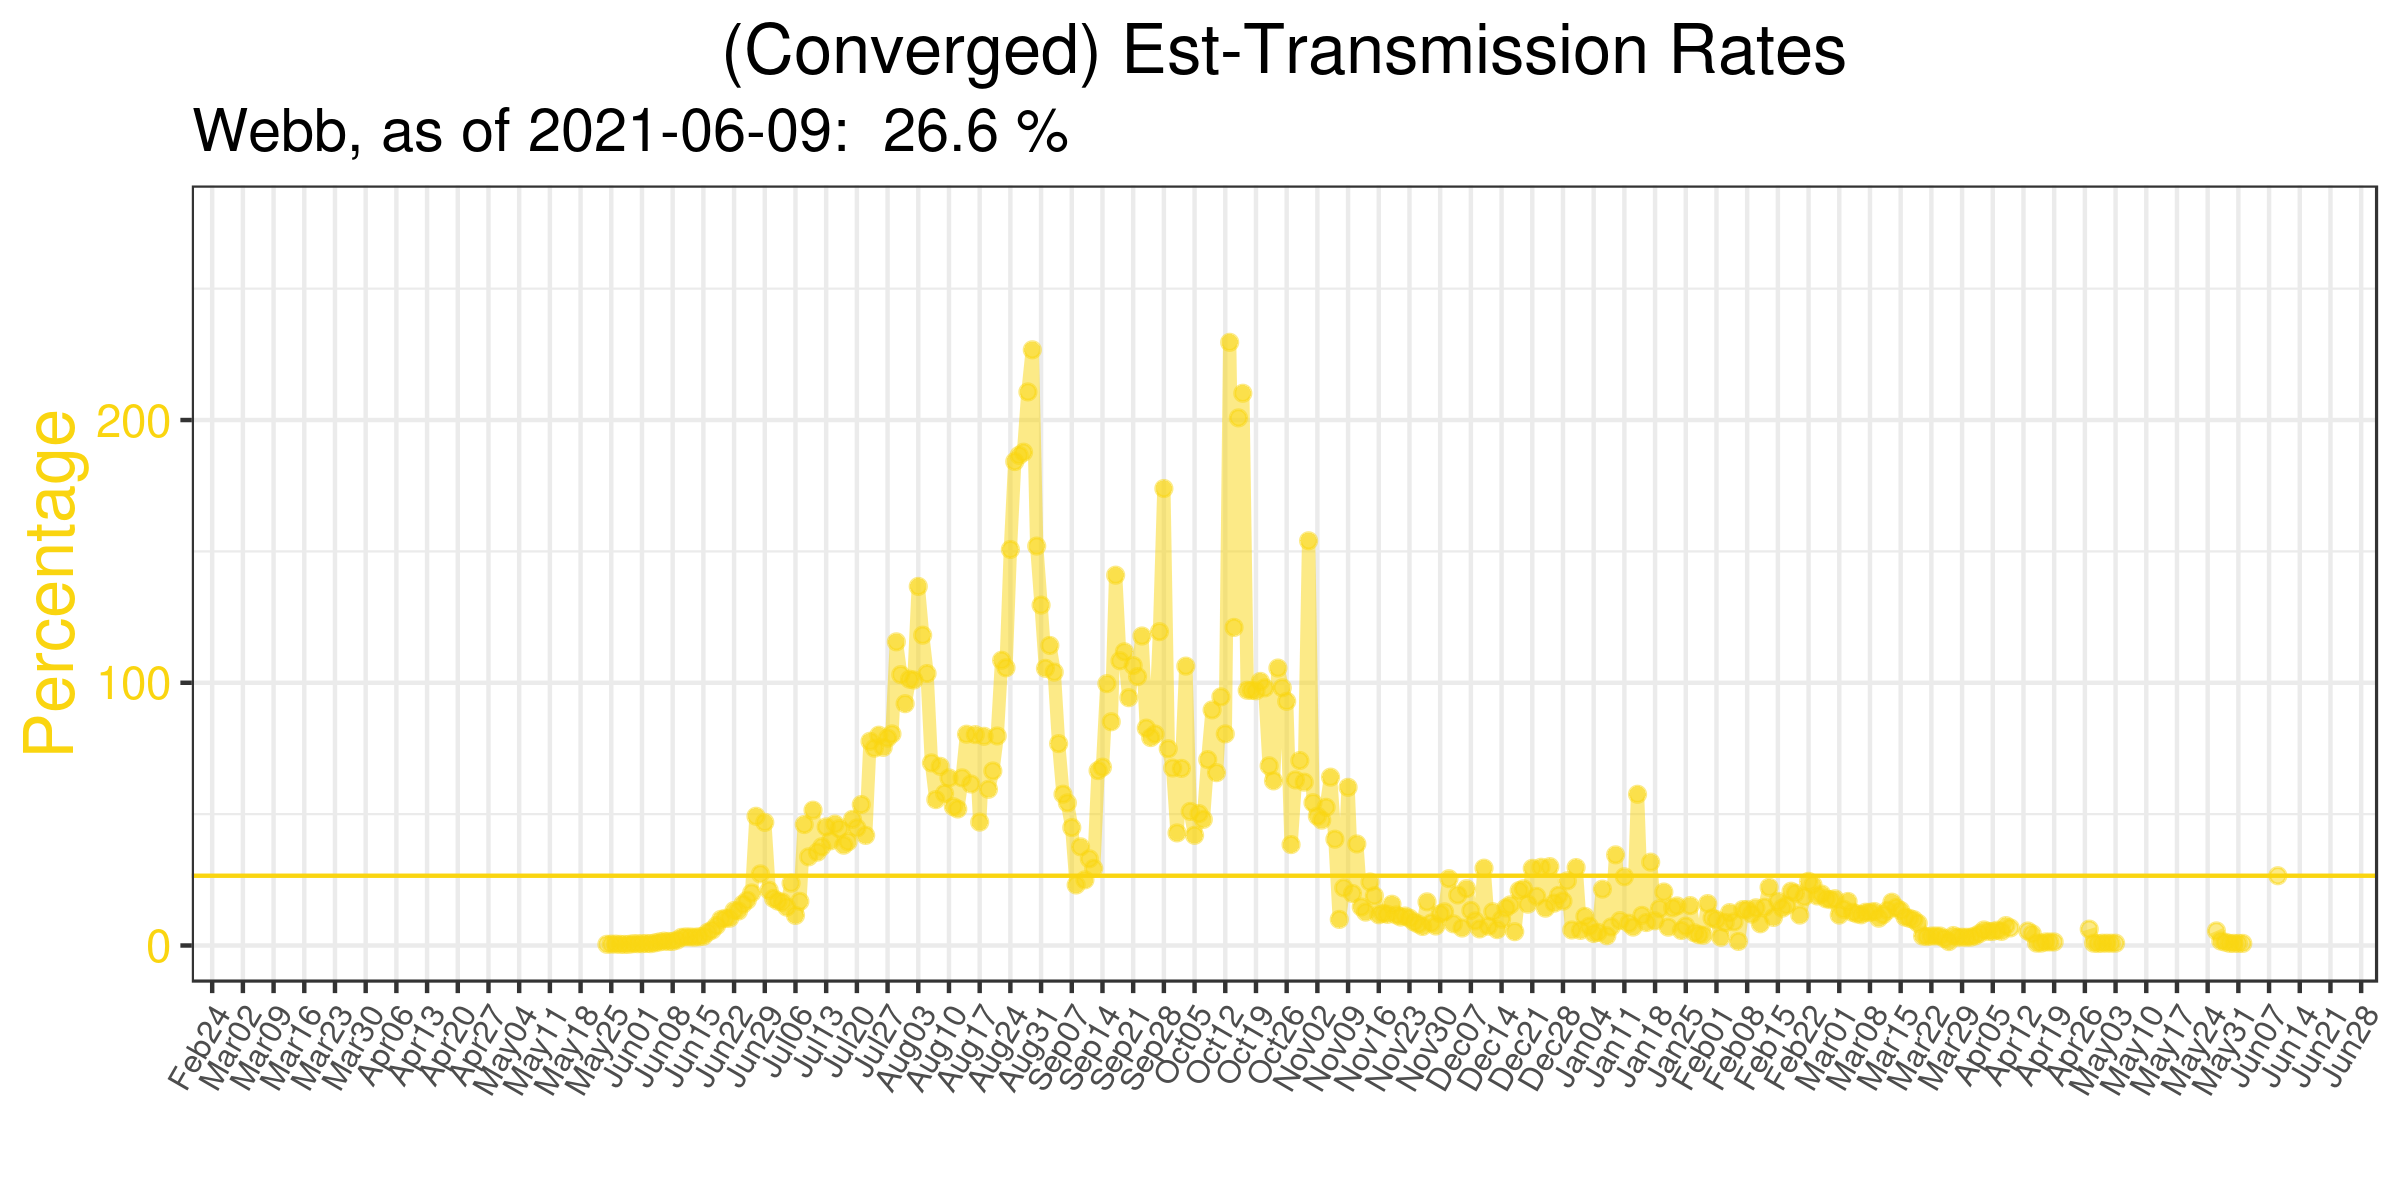 (Converged) Est-Transmission Rates
Webb, as of 2021-06-09:  26.6 %
Percentage
200
100
0
Feb24
Mar02
Mar09
Mar16
Mar23
Mar30
Apr06
Apr13
Apr20
Apr27
May04
May11
May18
May25
Jun01
Jun08
Jun15
Jun22
Jun29
Jul06
Jul13
Jul20
Jul27
Aug03
Aug10
Aug17
Aug24
Aug31
Sep07
Sep14
Sep21
Sep28
Oct05
Oct12
Oct19
Oct26
Nov02
Nov09
Nov16
Nov23
Nov30
Dec07
Dec14
Dec21
Dec28
Jan04
Jan11
Jan18
Jan25
Feb01
Feb08
Feb15
Feb22
Mar01
Mar08
Mar15
Mar22
Mar29
Apr05
Apr12
Apr19
Apr26
May03
May10
May17
May24
May31
Jun07
Jun14
Jun21
Jun28